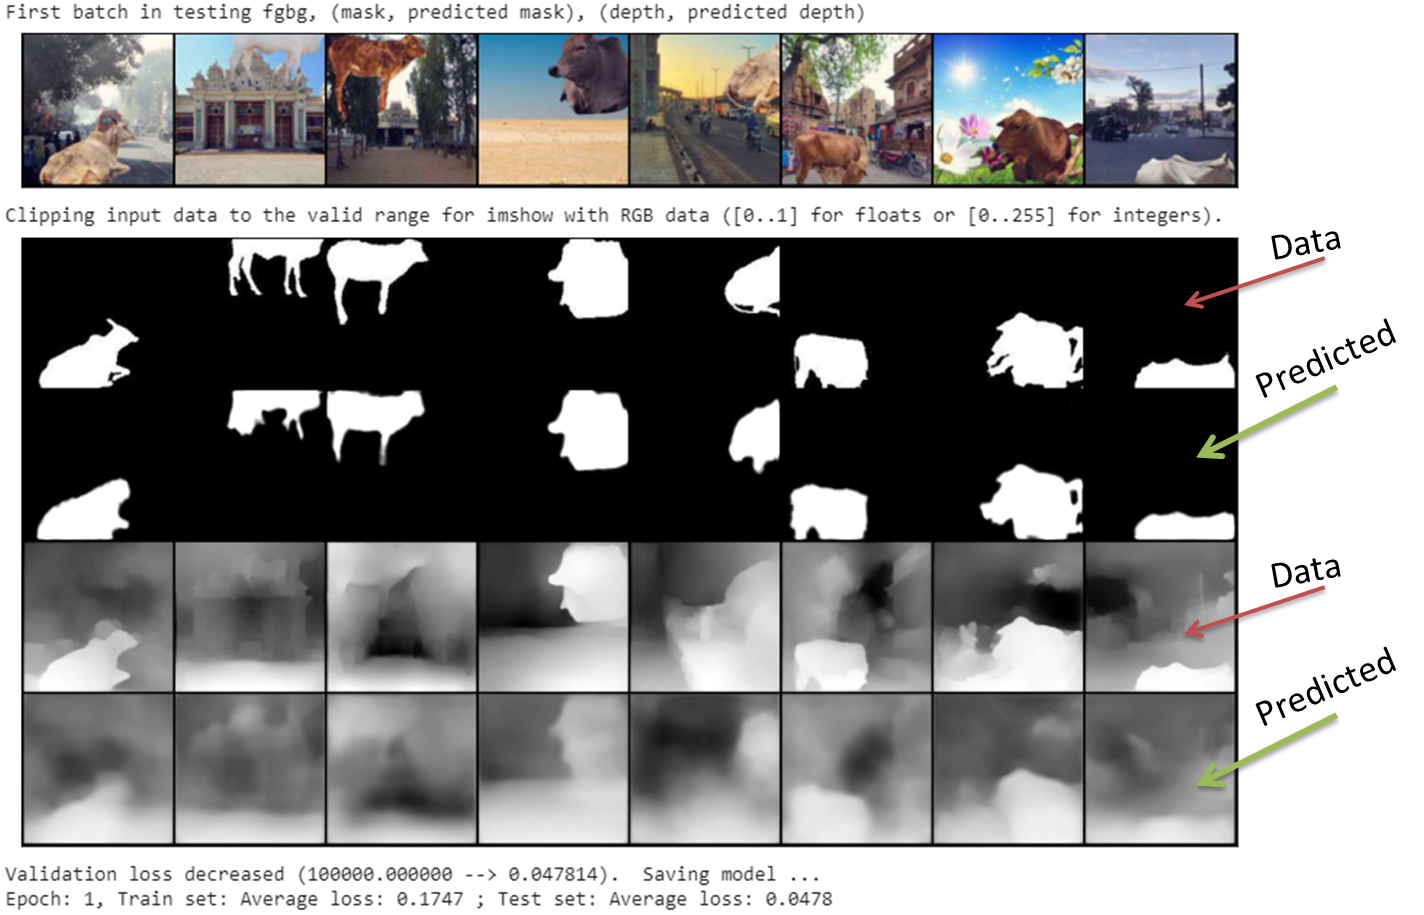 First batch in testing fgbg, (mask, predicted mask), (depth, predicted depth)
Clipping input data to the valid range for imshow with RGB data ([0..1] for floats or [0..255] for integers).
Data
Predicted
Data
Predicted
Validation loss decreased (100000.000000 --> 0.047814).  Saving model ...
Epoch: 1, Train set: Average loss: 0.1747 ; Test set: Average loss: 0.0478